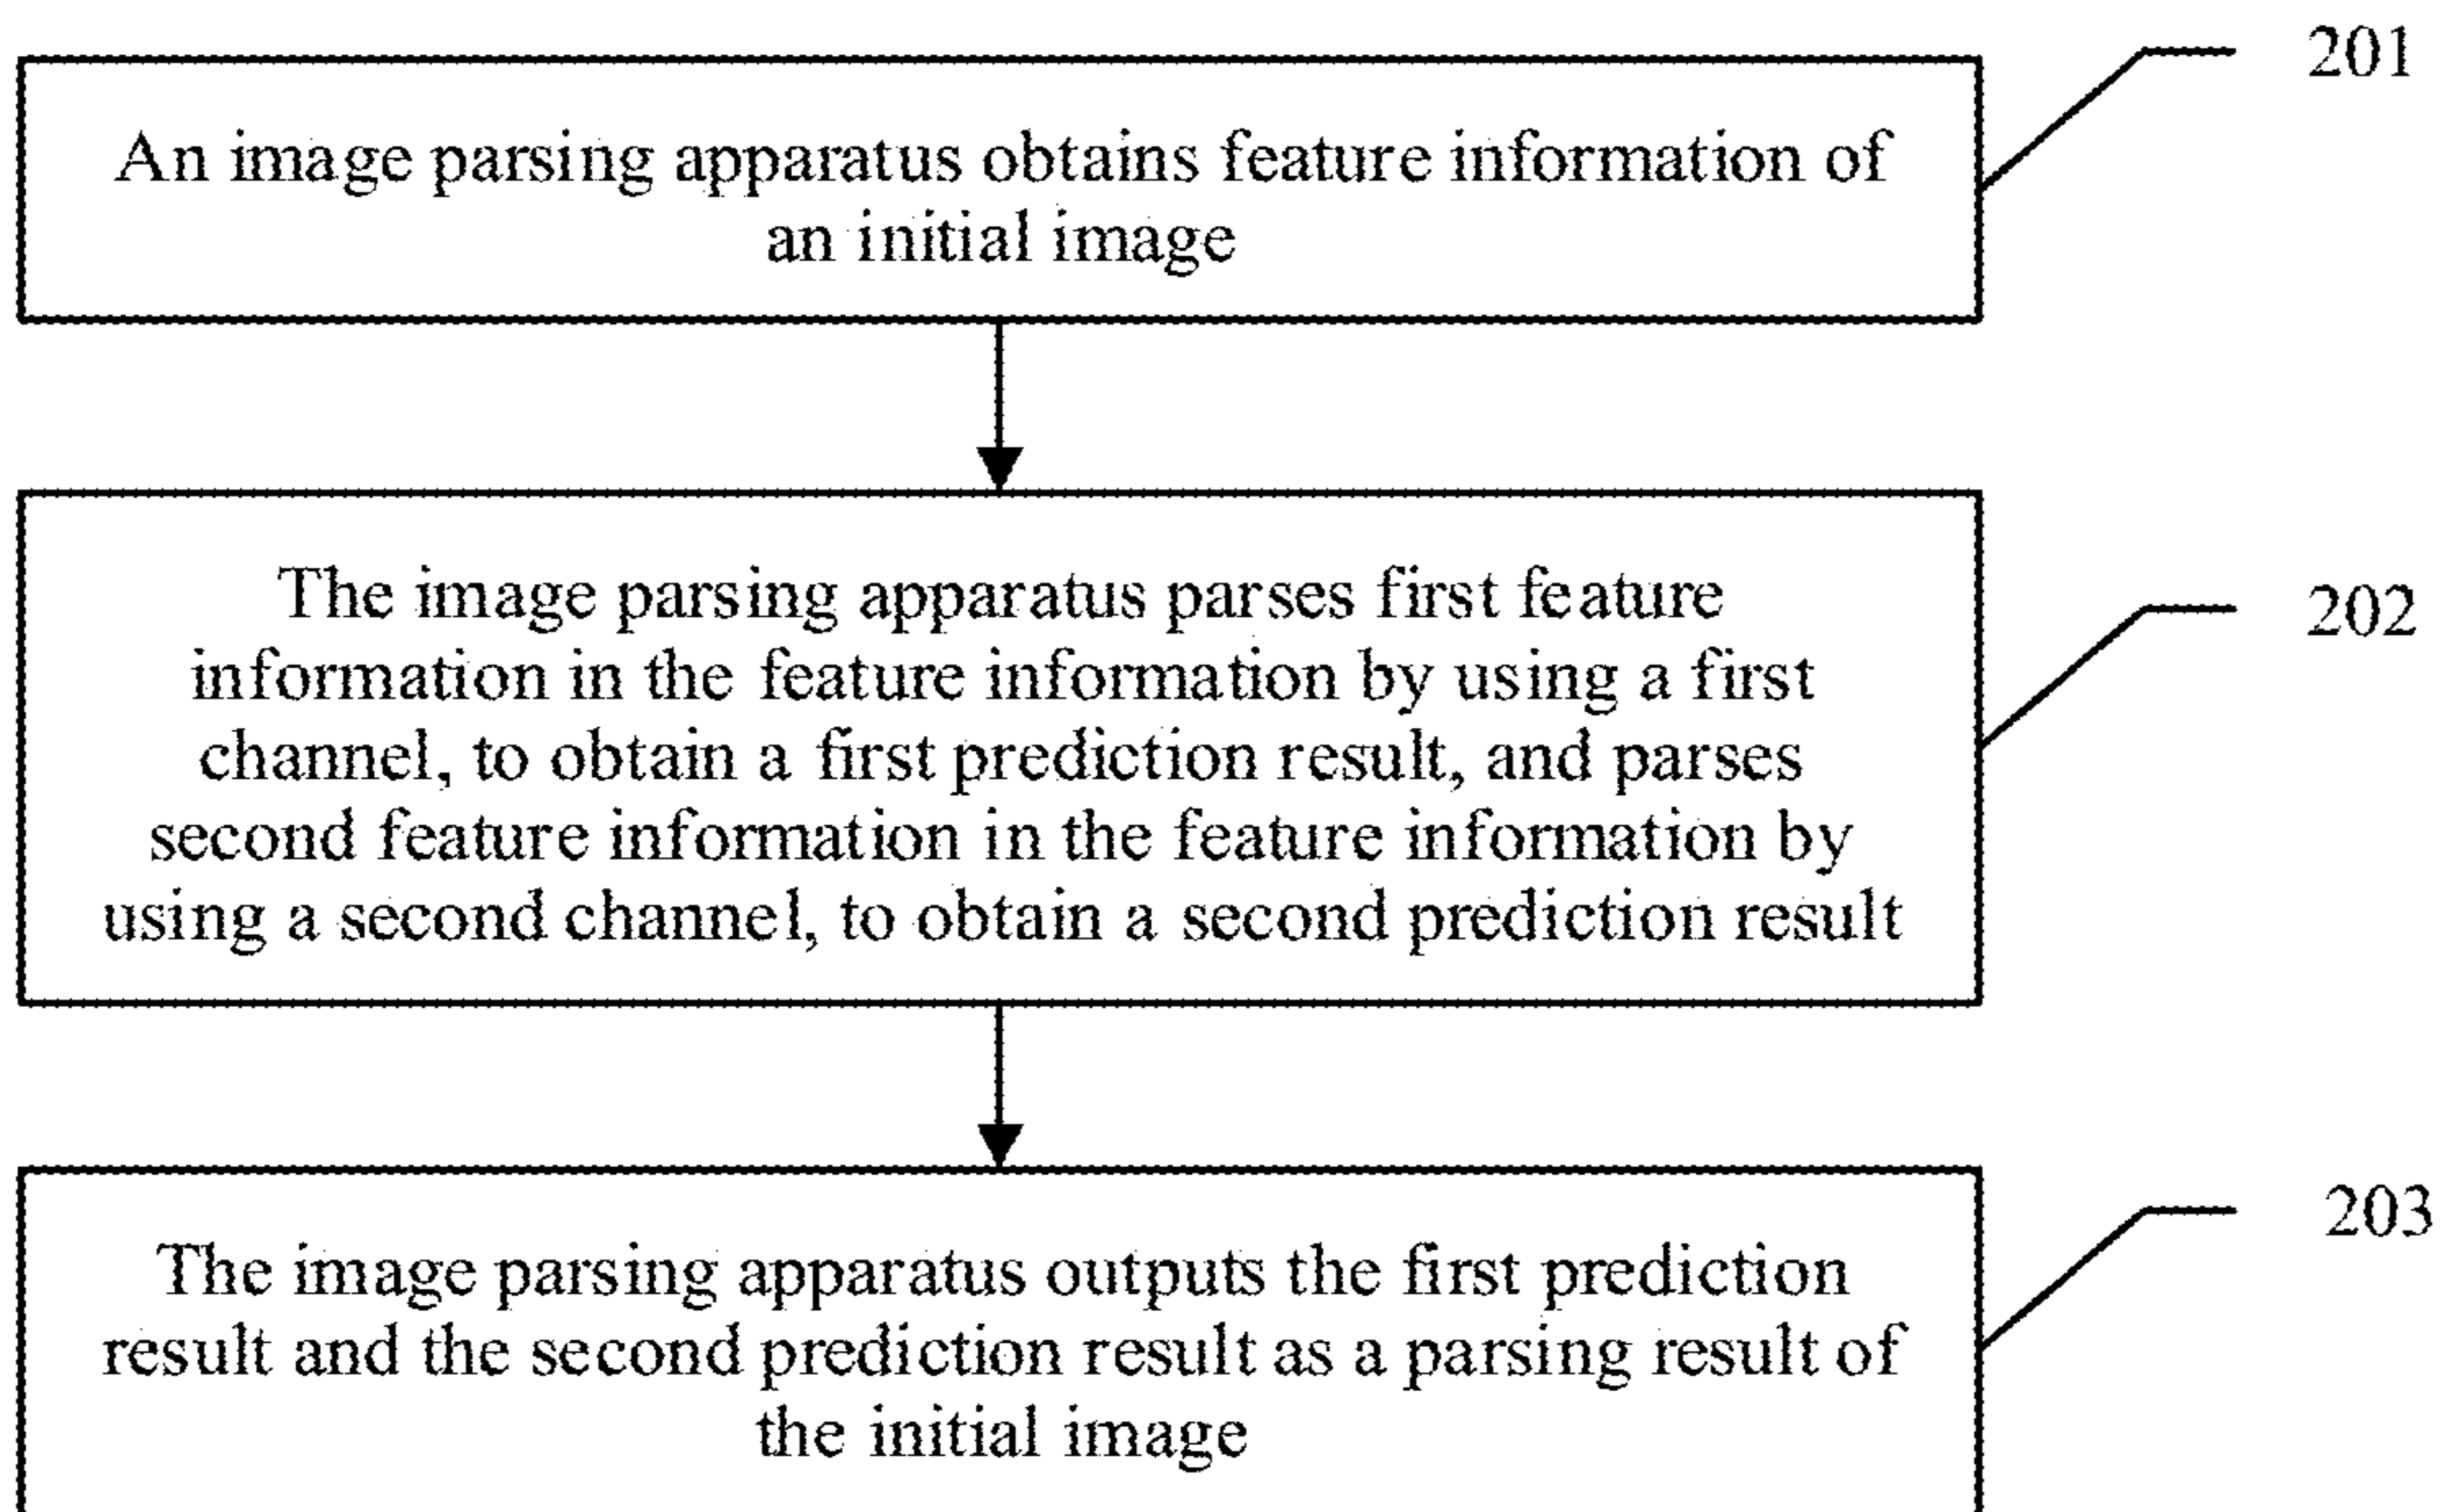 201
An image parsing apparatus obtains feature information of
an initial image
The image parsing apparatus parses first feature
202
information in the feature information by using a first
channel, to obtain a first prediction result, and parses
second feature information in the feature information by
using a second channel, to obtain a second prediction result
203
The image parsing apparatus outputs the first prediction
result and the second prediction result as a parsing result of
the initial image